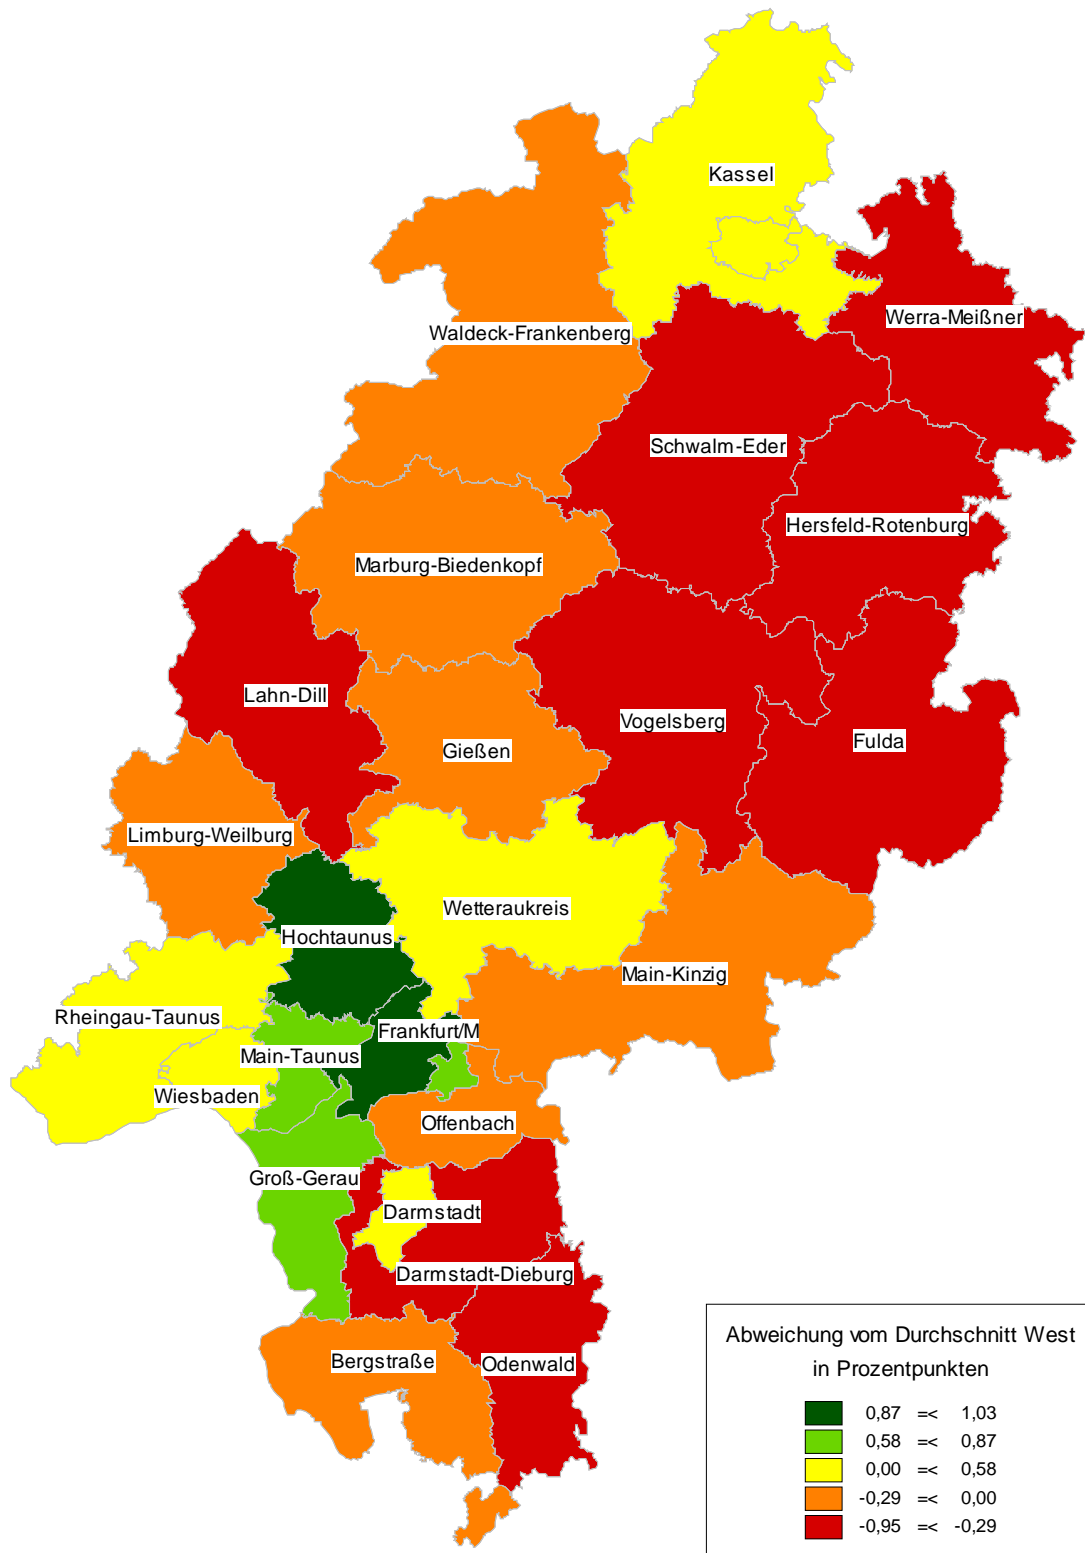 Kassel
Werra-Meißner
Waldeck-Frankenberg
Schwalm-Eder
Hersfeld-Rotenburg
Marburg-Biedenkopf
Lahn-Dill
Vogelsberg
Fulda
Gießen
Limburg-Weilburg
Wetteraukreis
Hochtaunus
Main-Kinzig
Rheingau-Taunus
Frankfurt/M
Main-Taunus
Wiesbaden
Offenbach
Groß-Gerau
Darmstadt
Darmstadt-Dieburg
Bergstraße
Odenwald
Abweichung vom Durchschnitt West
in Prozentpunkten
0,87 =< 1,03
0,58 =< 0,87
0,00 =< 0,58
-0,29 =< 0,00
-0,95 =< -0,29